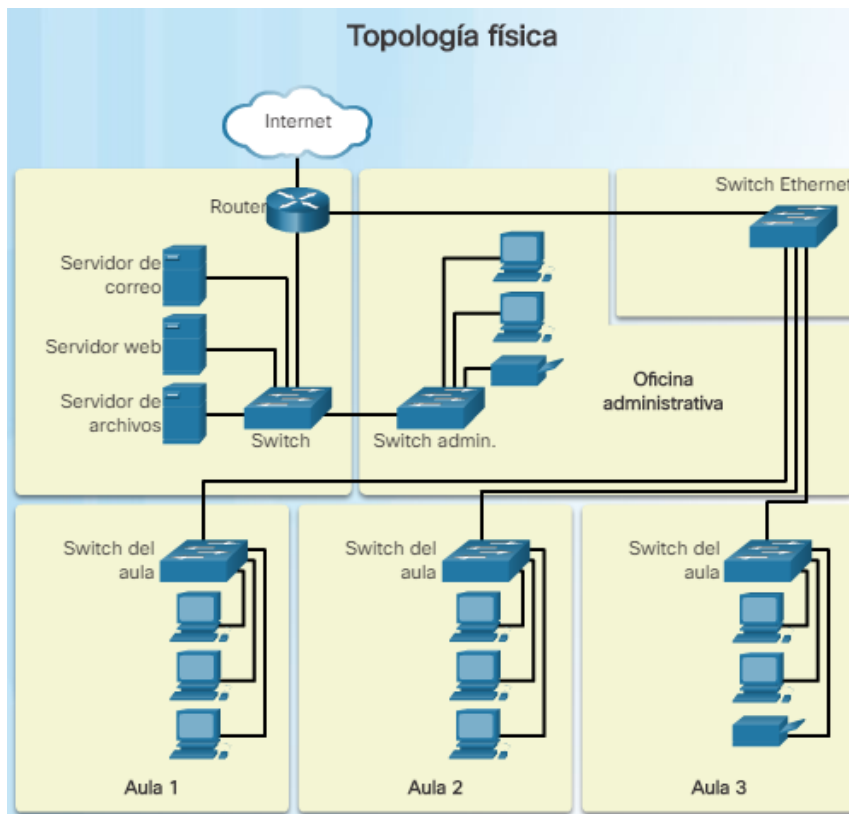 Topología física
Internet
Switch Ethernet
Router
Servidor de
correo
Servidor web
Servidor de
archivos
Switch
Switch admin.
Oficina
administrativa
Switch del
aula
Switch del
aula
Switch del
aula
Aula 1
Aula 2
Aula 3